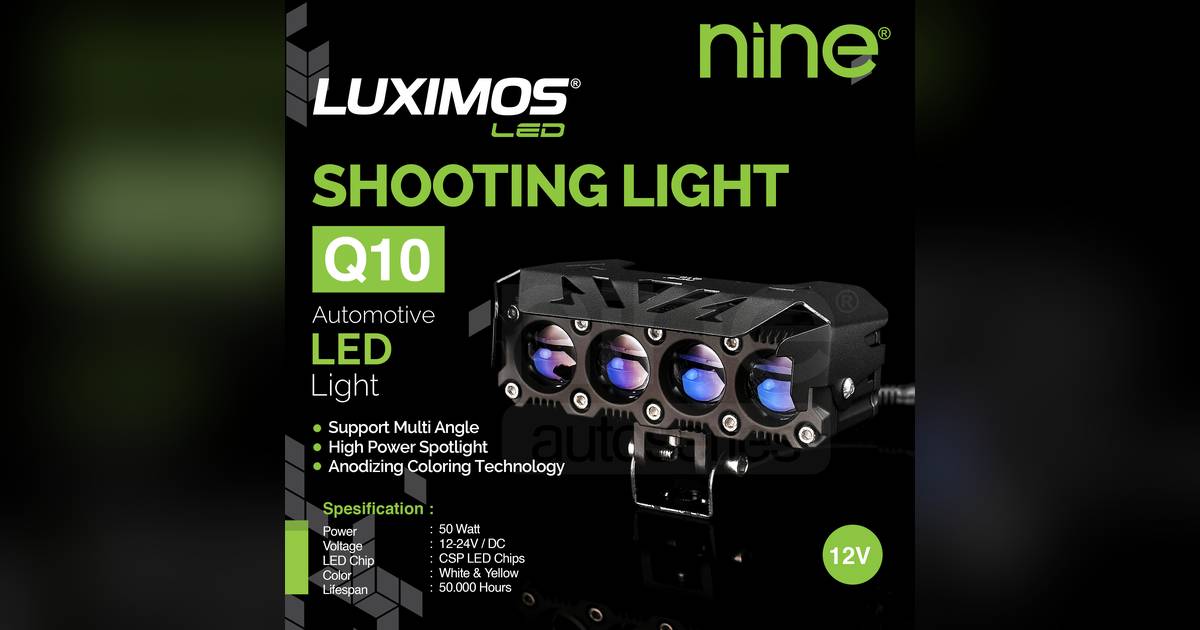 nine®
LUXIMOS®
LED
SHOOTING LIGHT
Q10
Automotive
LED
Light
• Support Multi Angle
• High Power Spotlight
• Anodizing Coloring Technology
autoseries
Spesification :
Power : 50 Watt
Voltage : 12-24V / DC
LED Chip : CSP LED Chips
Color : White & Yellow
Lifespan : 50.000 Hours
12V